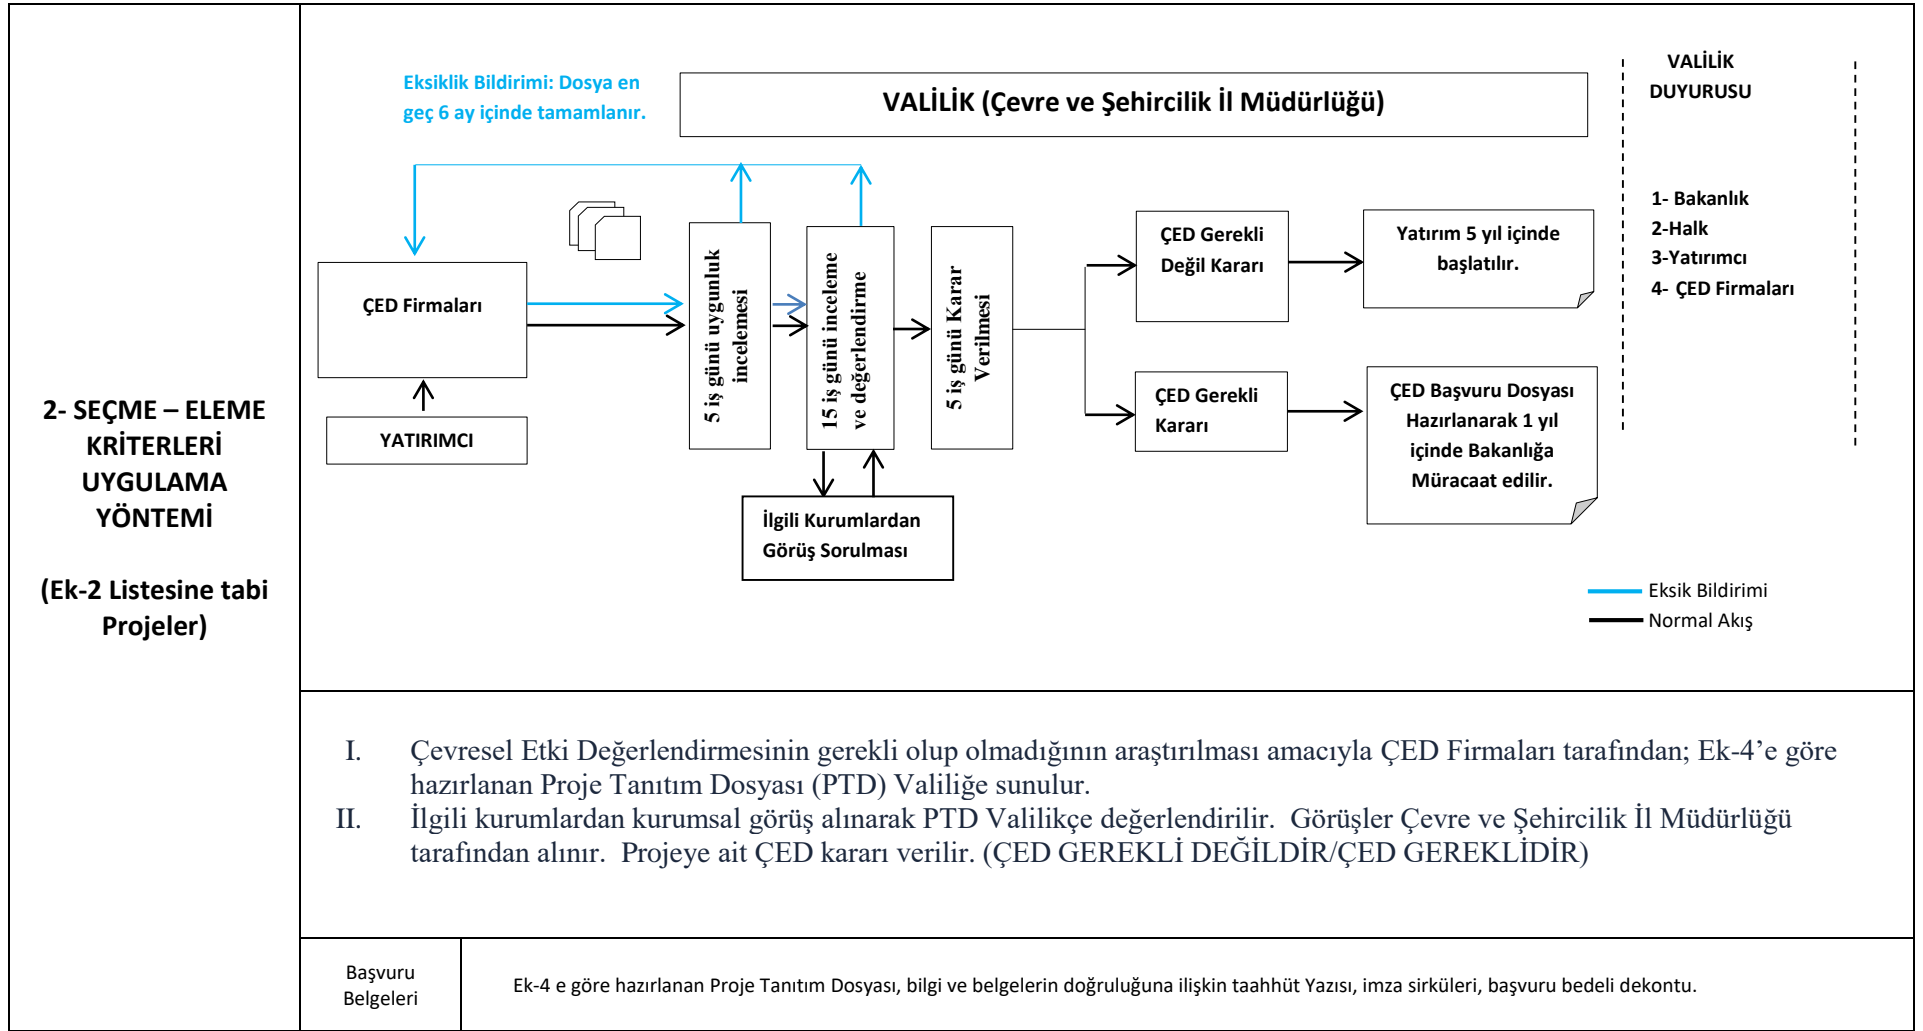 2- SEÇME – ELEME
KRİTERLERİ
UYGULAMA
YÖNTEMİ
(Ek-2 Listesine tabi
Projeler)
Eksiklik Bildirimi: Dosya en
geç 6 ay içinde tamamlanır.
VALİLİK (Çevre ve Şehircilik İl Müdürlüğü)
VALİLİK
DUYURUSU
1- Bakanlık
2-Halk
3-Yatırımcı
4- ÇED Firmaları
ÇED Firmaları
YATIRIMCI
5 iş günü uygunluk
incelemesi
15 iş günü inceleme
ve değerlendirme
5 iş günü Karar
Verilmesi
İlgili Kurumlardan
Görüş Sorulması
ÇED Gerekli
Değil Kararı
Yatırım 5 yıl içinde
başlatılır.
ÇED Gerekli
Kararı
ÇED Başvuru Dosyası
Hazırlanarak 1 yıl
içinde Bakanlığa
Müracaat edilir.
Eksik Bildirimi
Normal Akış
I. Çevresel Etki Değerlendirmesinin gerekli olup olmadığının araştırılması amacıyla ÇED Firmaları tarafından; Ek-4’e göre
hazırlanan Proje Tanıtım Dosyası (PTD) Valiliğe sunulur.
II. İlgili kurumlardan kurumsal görüş alınarak PTD Valilikçe değerlendirilir. Görüşler Çevre ve Şehircilik İl Müdürlüğü
tarafından alınır. Projeye ait ÇED kararı verilir. (ÇED GEREKLİ DEĞİLDİR/ÇED GEREKLİDİR)
Başvuru
Belgeleri
Ek-4 e göre hazırlanan Proje Tanıtım Dosyası, bilgi ve belgelerin doğruluğuna ilişkin taahhüt Yazısı, imza sirküleri, başvuru bedeli dekontu.